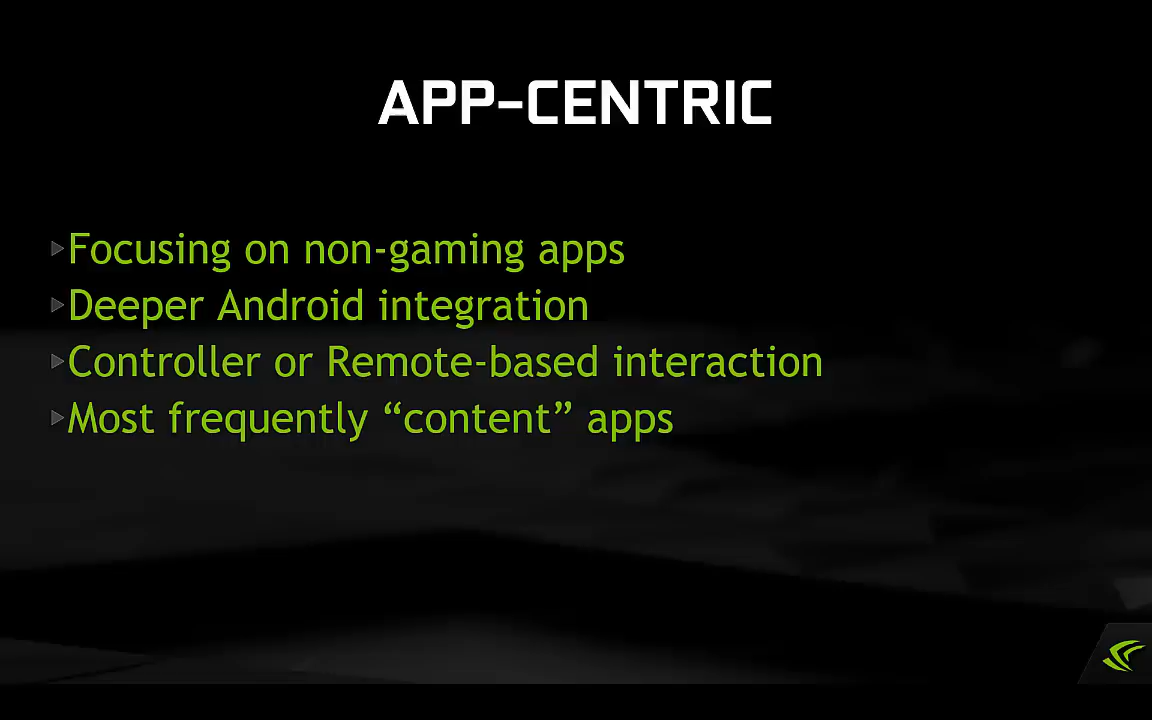 APP-CENTRIC
Focusing on non-gaming apps
Deeper Android integration
Controller or Remote-based interaction
Most frequently “content” apps